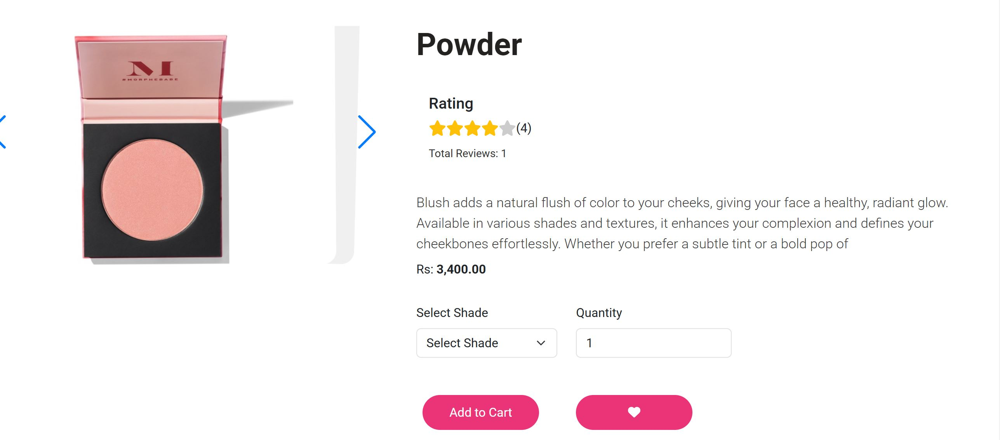 M
#MORPHEBABE
Powder
Rating
(4)
Total Reviews: 1
Blush adds a natural flush of color to your cheeks, giving your face a healthy, radiant glow.
Available in various shades and textures, it enhances your complexion and defines your
cheekbones effortlessly. Whether you prefer a subtle tint or a bold pop of
Rs: 3,400.00
Select Shade
Quantity
Select Shade
1
Add to Cart